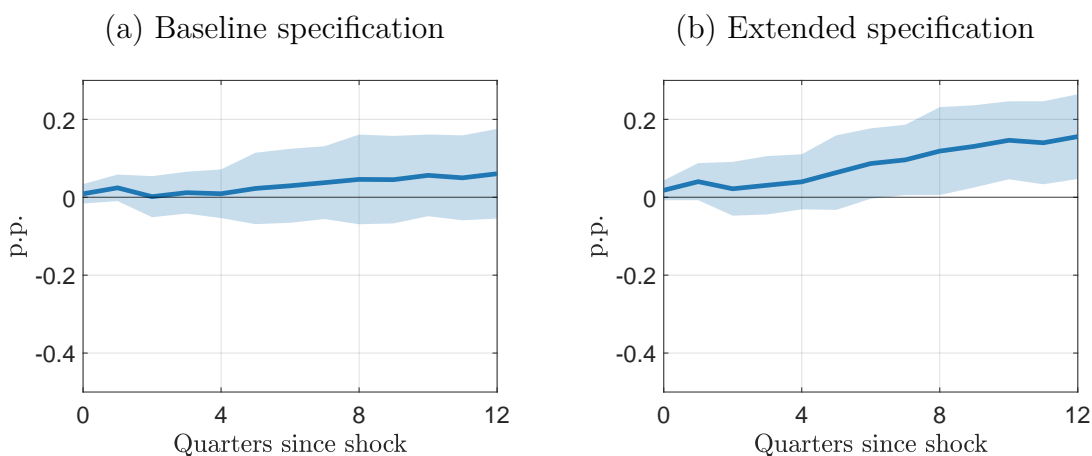 (a) Baseline specification
(b) Extended specification
0.2
0
-0.2
-0.4
p.p.
0 4 8 12
Quarters since shock
0.2
0
-0.2
-0.4
p.p.
0 4 8 12
Quarters since shock